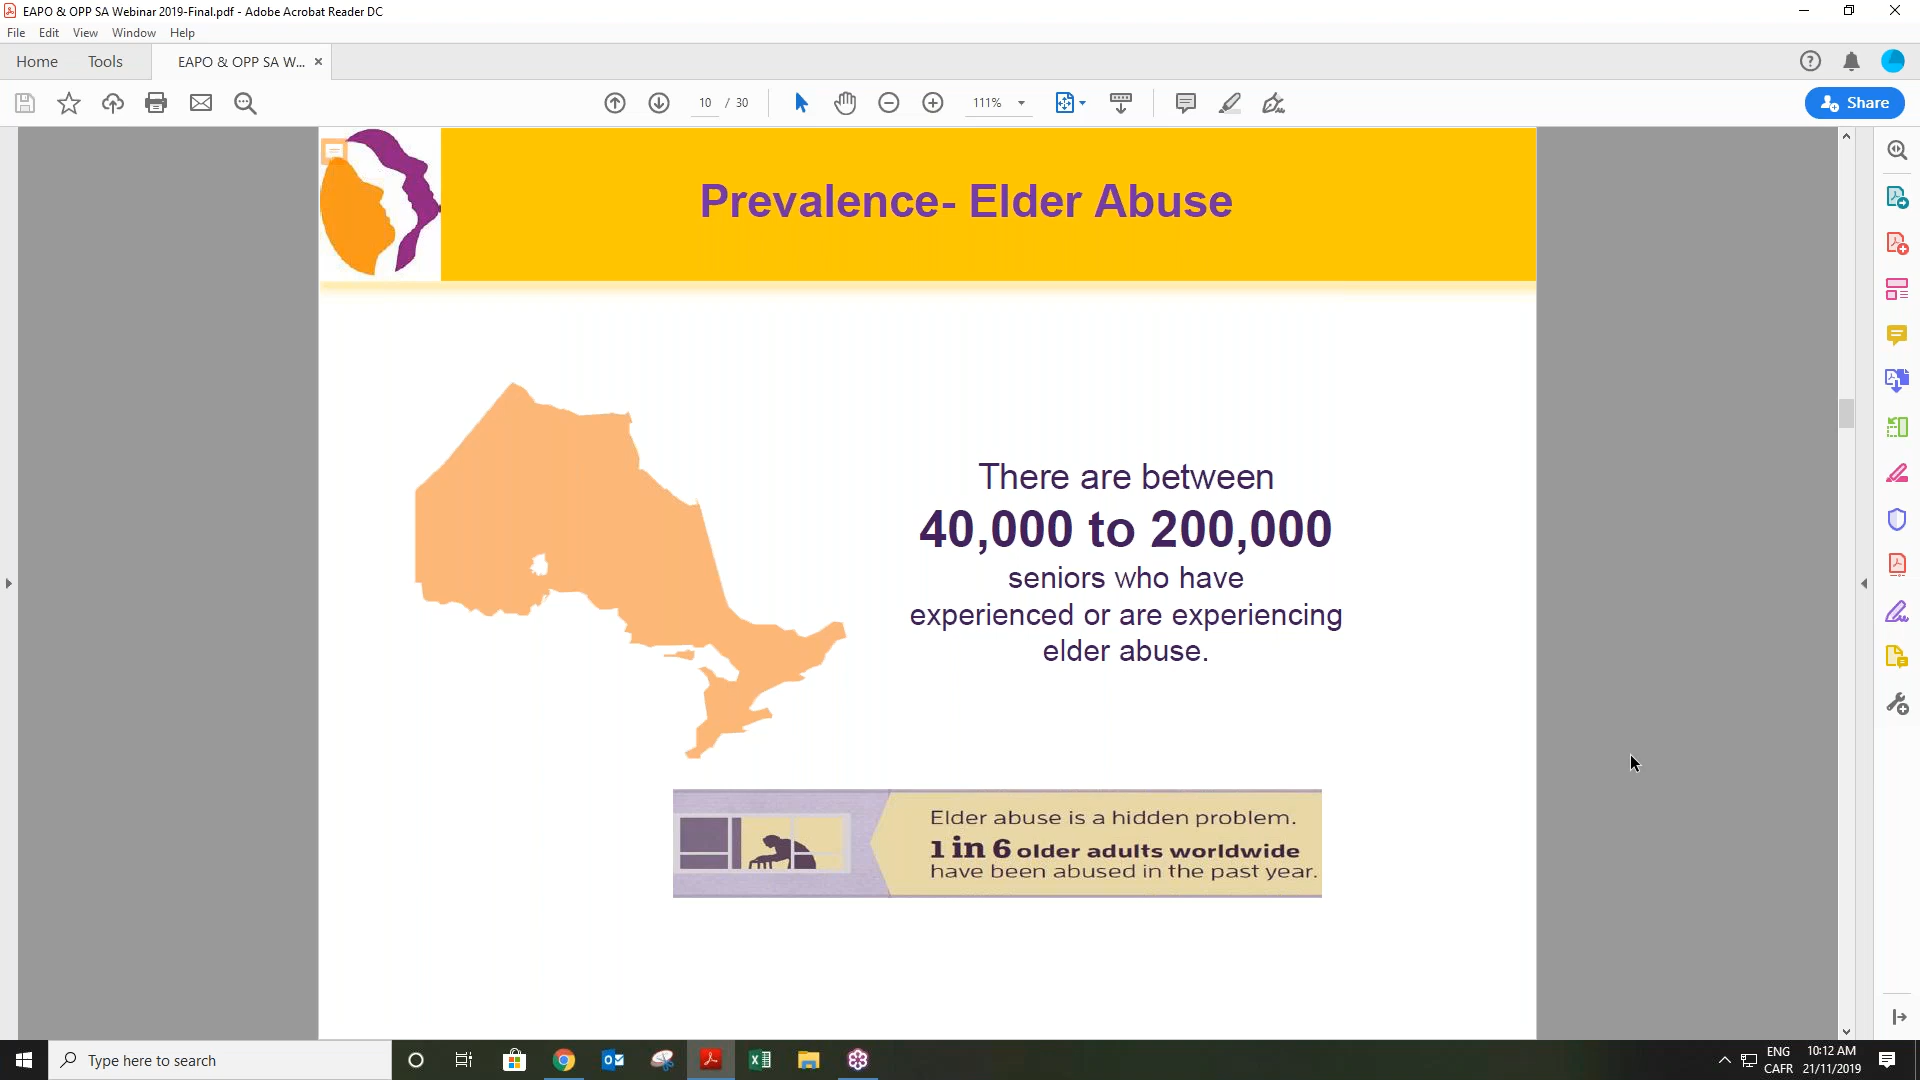 EAPO & OPP SA Webinar 2019-Final.pdf - Adobe Acrobat Reader DC
File Edit View Window Help
Home Tools EAPO & OPP SA W... ×
10 / 30 111% Share
Prevalence- Elder Abuse
There are between
40,000 to 200,000
seniors who have
experienced or are experiencing
elder abuse.
Elder abuse is a hidden problem.
1 in 6 older adults worldwide
have been abused in the past year.
Type here to search
ENG 10:12 AM
CAFR 21/11/2019